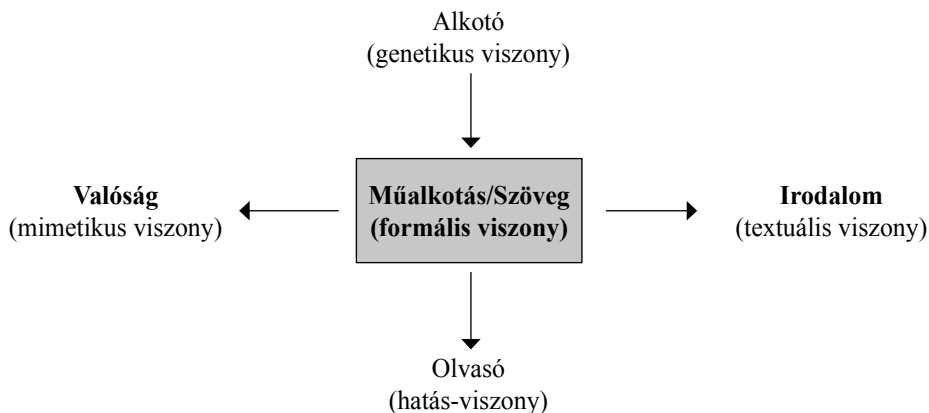 Alkotó
(genetikus viszony)
Valóság
(mimetikus viszony)
Műalkotás/Szöveg
(formális viszony)
Irodalom
(textuális viszony)
Olvasó
(hatás-viszony)